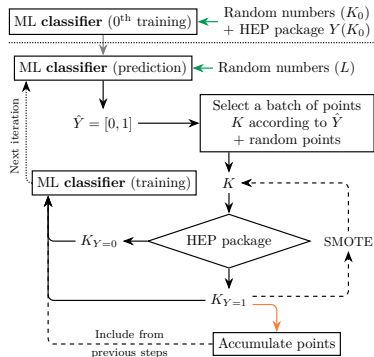 ML classifier (0th training)
Random numbers (K0)
+ HEP package Y(K0)
ML classifier (prediction)
Random numbers (L)
Ŷ = [0, 1]
Select a batch of points
K according to Ŷ
+ random points
Next iteration
ML classifier (training)
K
KY=0
HEP package
SMOTE
KY=1
Include from
previous steps
Accumulate points